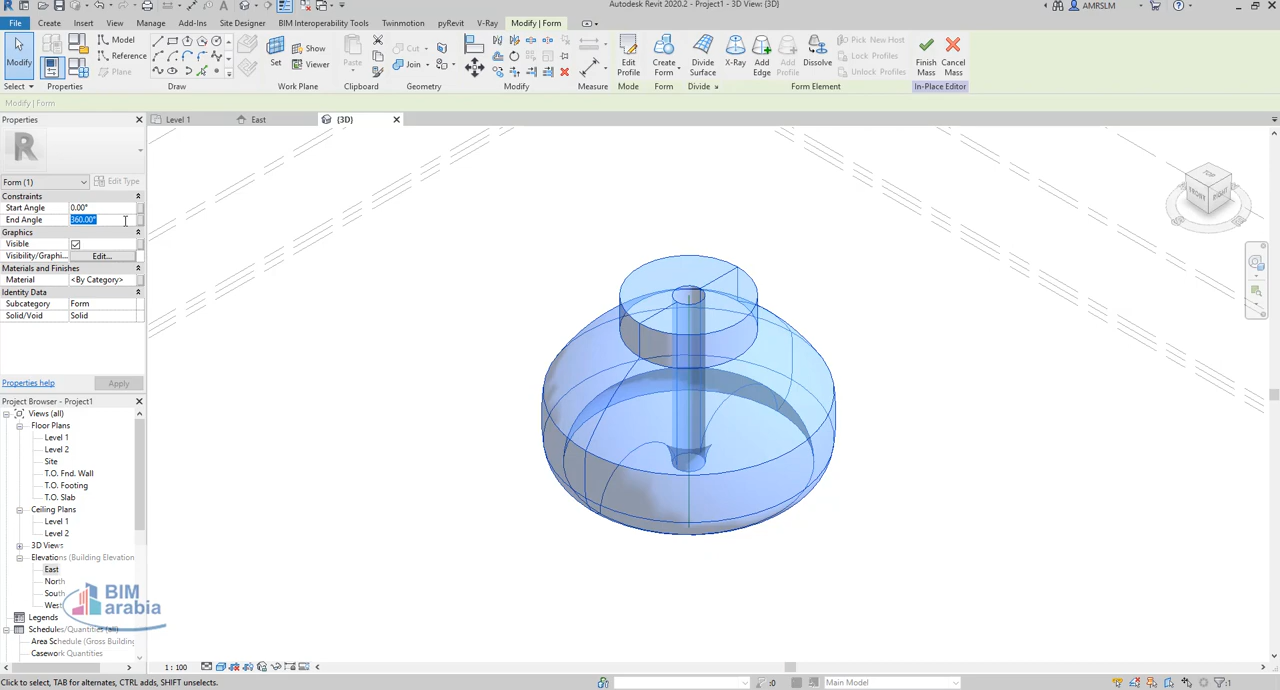 Autodesk Revit 2020.2 - Project1 - 3D View: {3D}
AMRSLM
File Architecture Insert View Manage Add-Ins Site Designer BIM Interoperability Tools Twinmotion pyRevit V-Ray Modify | Form
Modify
Select
Properties
Model
Reference
Plane
Draw
Set
Show
Viewer
Work Plane
Paste
Clipboard
Cut
Join
Geometry
Modify
Measure
Edit Profile
Mode
Create Form
Form
Divide Surface
Divide
X-Ray
Add Edge
Add Profile
Dissolve
Pick New Host
Lock Profiles
Unlock Profiles
Form Element
Finish Mass
Cancel Mass
In-Place Editor
Modify | Form
Properties
Level 1
East
{3D}
Form (1)
Edit Type
Constraints
Start Angle 0.00°
End Angle 360.00°
Graphics
Visible
Visibility/Graphi... Edit...
Materials and Finishes
Material <By Category>
Identity Data
Subcategory Form
Solid/Void Solid
Properties help
Apply
Project Browser - Project1
Views (all)
Floor Plans
Level 1
Level 2
Site
T.O. Fnd. Wall
T.O. Footing
T.O. Slab
Ceiling Plans
Level 1
Level 2
3D Views
Elevations (Building Elevation
East
North
South
West
Legends
Schedules/Quantities (all)
Area Schedule (Gross Building
Casework Quantities
BIM
arabia
TOP
FRONT
RIGHT
1 : 100
Click to select, TAB for alternates, CTRL adds, SHIFT unselects.
:0
Main Model
:1